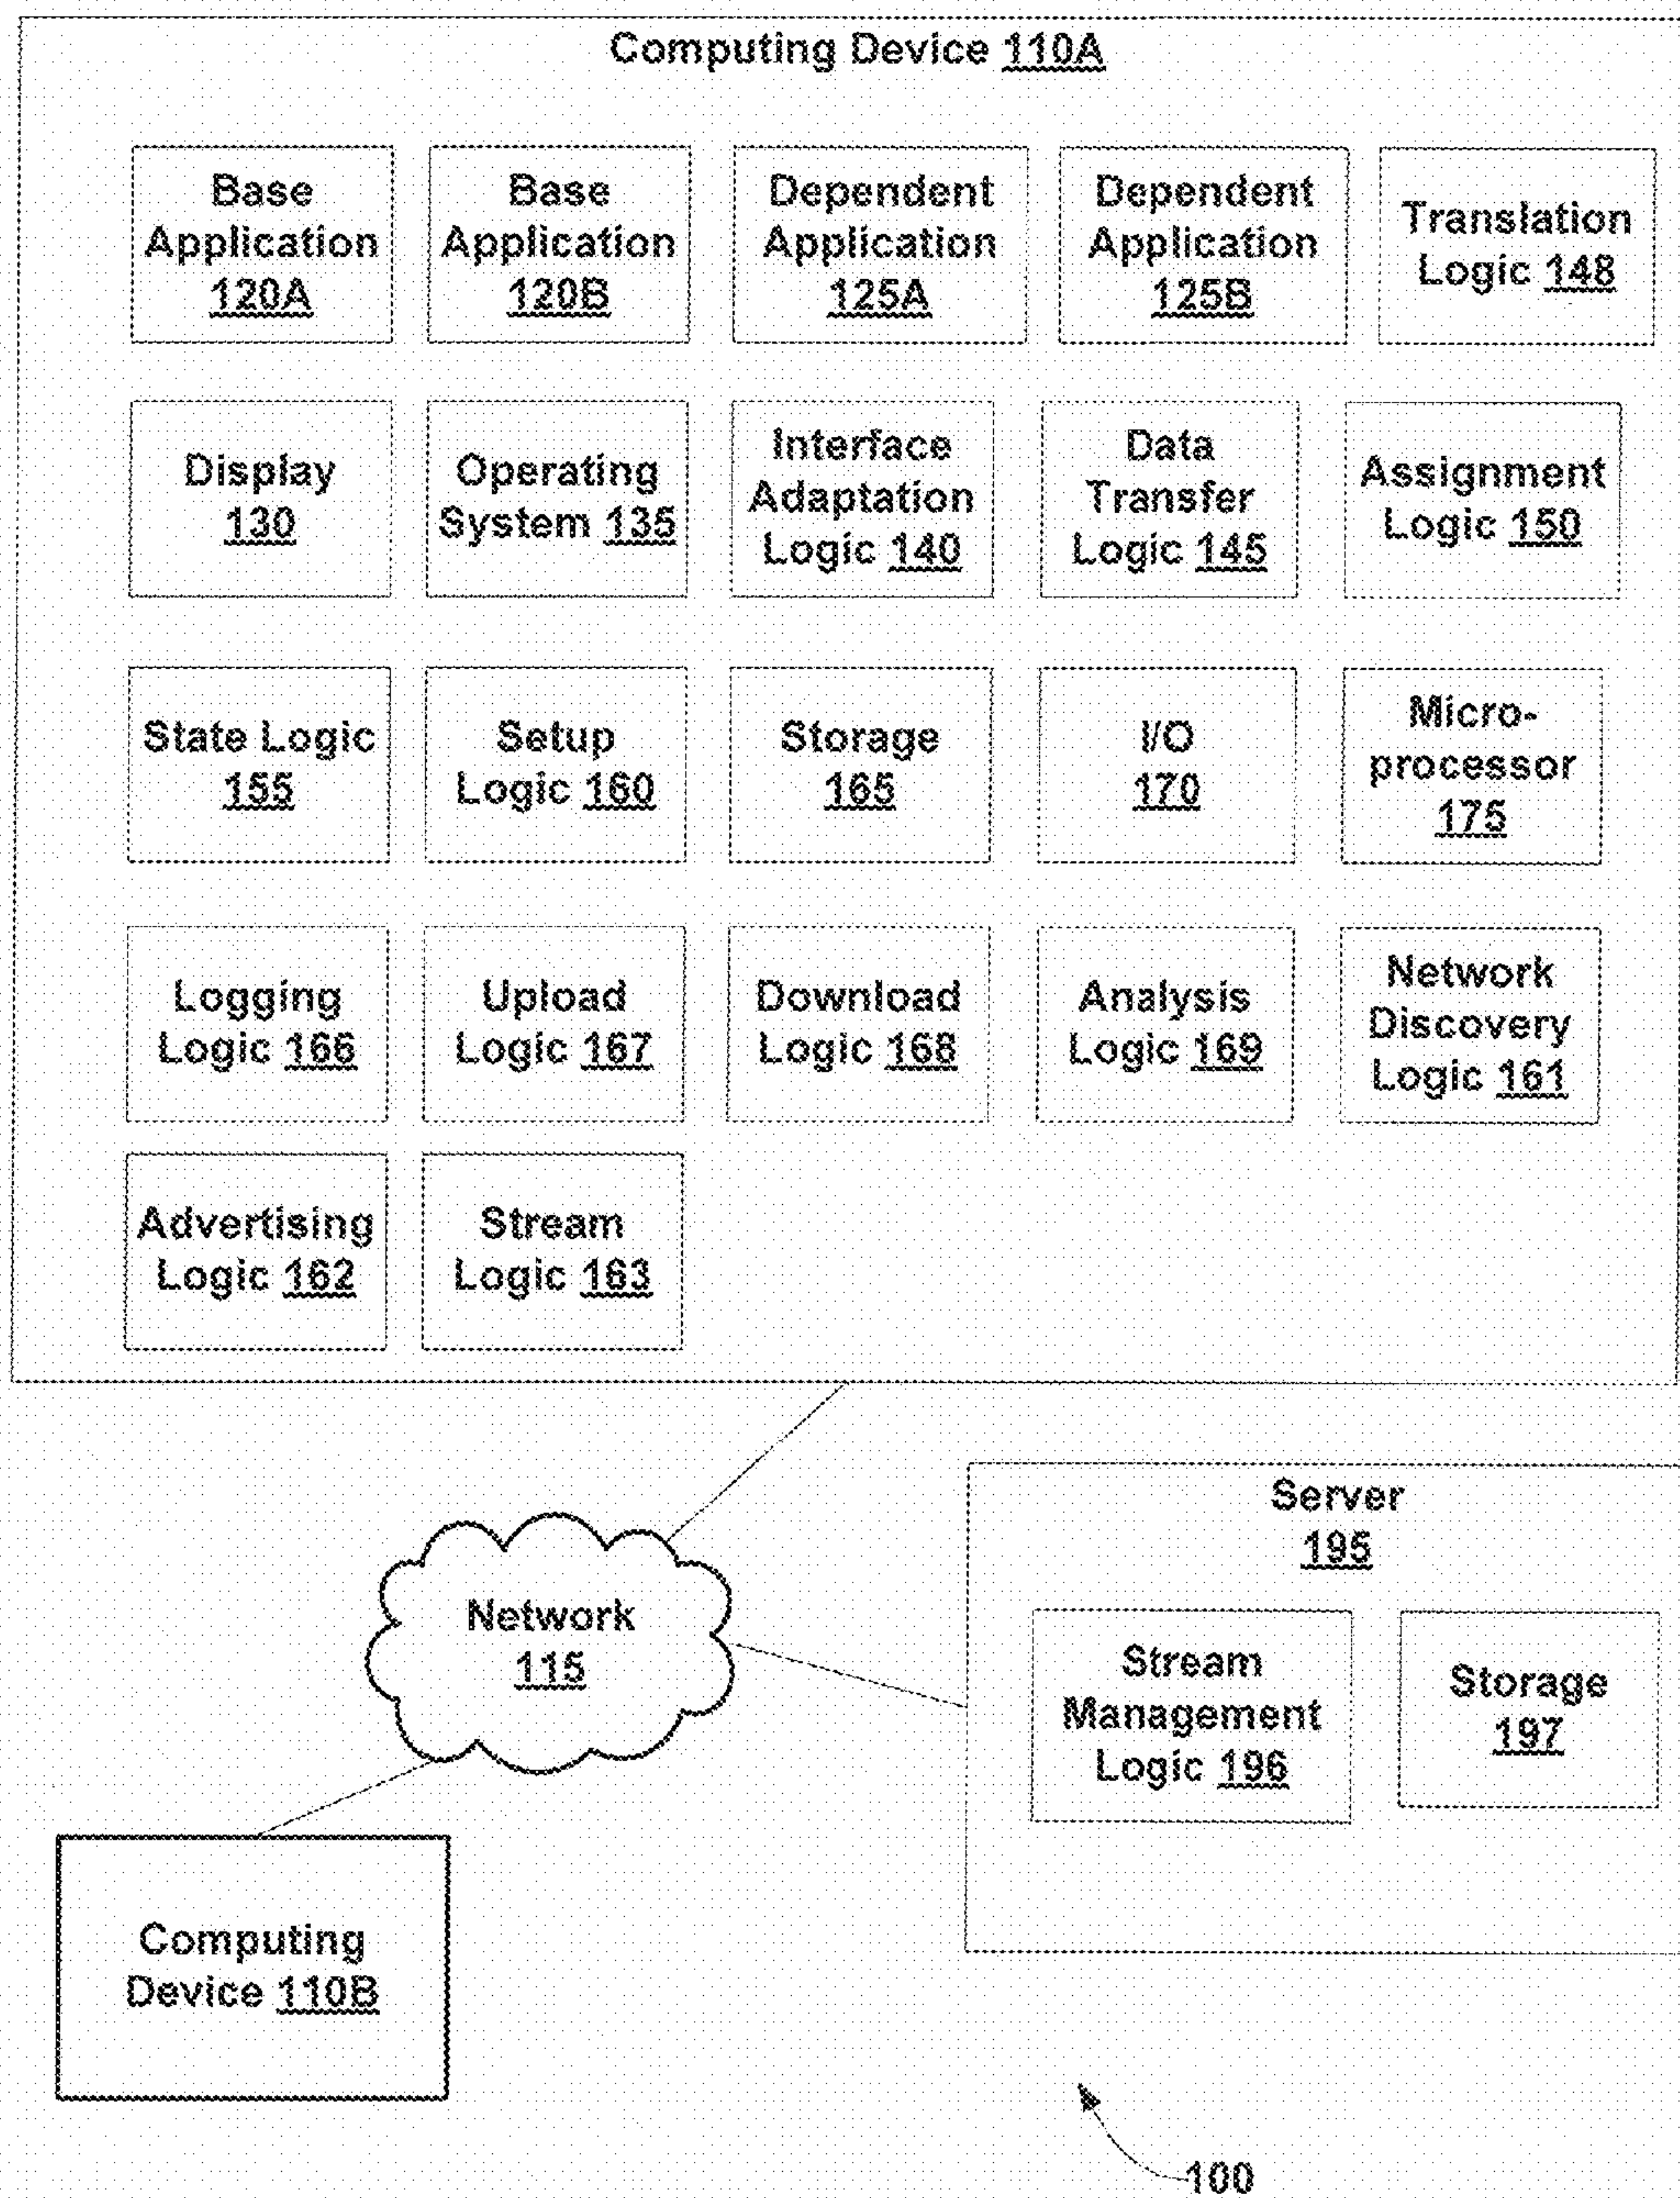 Computing Device 110A
Base
Application
120A
Base
Application
120B
Dependent
Application
125A
Dependent
Application
125B
Translation
Logic 148
Display
130
Operating
System 135
Interface
Adaptation
Logic 140
Data
Transfer
Logic 145
Assignment
Logic 150
State Logic
155
Setup
Logic 160
Storage
165
I/O
170
Micro-
processor
175
Logging
Logic 166
Upload
Logic 167
Download
Logic 168
Analysis
Logic 169
Network
Discovery
Logic 161
Advertising
Logic 162
Stream
Logic 163
Server
195
Network
115
Stream
Management
Logic 196
Storage
197
Computing
Device 110B
100